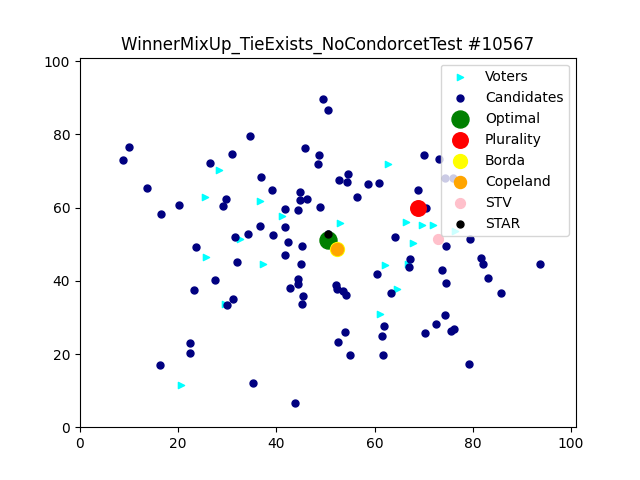 WinnerMixUp_TieExists_NoCondorcetTest #10567
100
80
60
40
20
0
0
20
40
60
80
100
Voters
Candidates
Optimal
Plurality
Borda
Copeland
STV
STAR